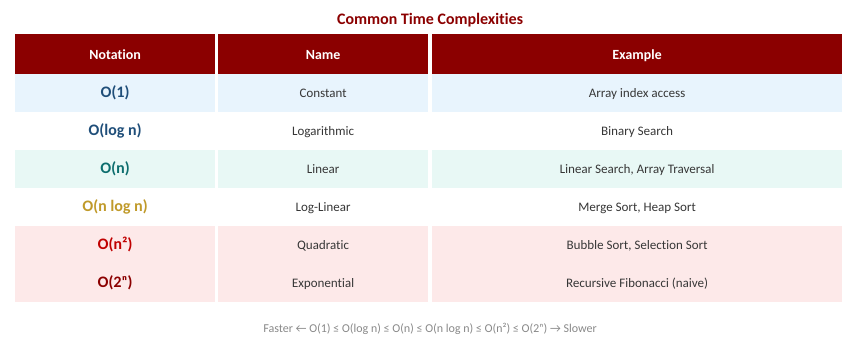 Common Time Complexities
Notation Name Example
O(1) Constant Array index access
O(log n) Logarithmic Binary Search
O(n) Linear Linear Search, Array Traversal
O(n log n) Log-Linear Merge Sort, Heap Sort
O(n²) Quadratic Bubble Sort, Selection Sort
O(2ⁿ) Exponential Recursive Fibonacci (naive)
Faster ← O(1) ≤ O(log n) ≤ O(n) ≤ O(n log n) ≤ O(n²) ≤ O(2ⁿ) → Slower